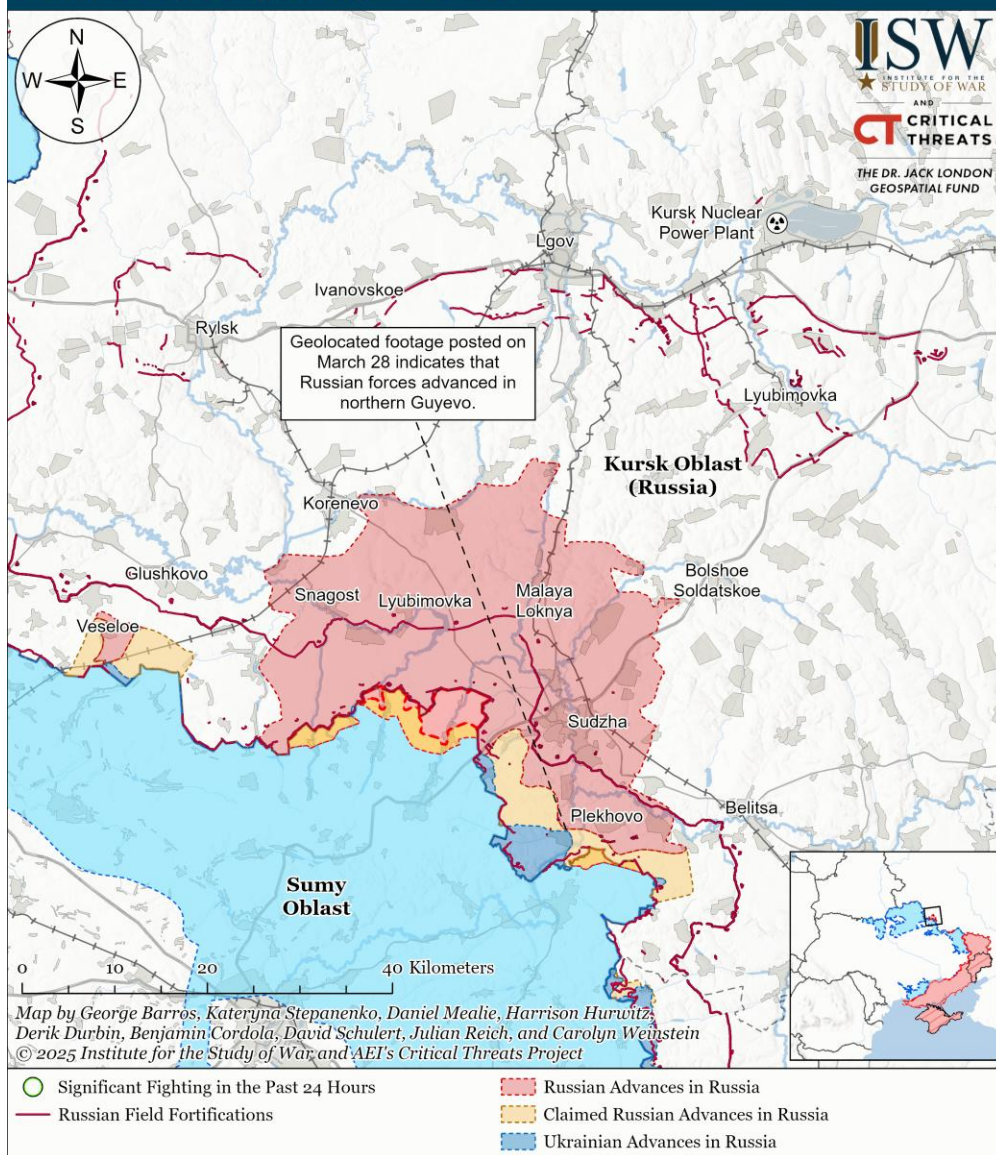 N
W
E
S
ISW
INSTITUTE FOR THE
STUDY OF WAR
AND
CT CRITICAL
THREATS
THE DR. JACK LONDON
GEOSPATIAL FUND
Kursk Nuclear
Power Plant
Lgov
Ivanovskoe
Rylsk
Geolocated footage posted on
March 28 indicates that
Russian forces advanced in
northern Guyevo.
Lyubimovka
Kursk Oblast
(Russia)
Korenevo
Glushkovo
Snagost
Lyubimovka
Malaya
Loknya
Bolshoe
Soldatskoe
Veseloe
Sudzha
Plekhovo
Belitsa
Sumy
Oblast
0 10 20 40 Kilometers
Map by George Barros, Kateryna Stepanenko, Daniel Mealie, Harrison Hurwitz,
Derik Durbin, Benjamin Cordola, David Schulert, Julian Reich, and Carolyn Weinstein
© 2025 Institute for the Study of War and AEI's Critical Threats Project
Significant Fighting in the Past 24 Hours
Russian Field Fortifications
Russian Advances in Russia
Claimed Russian Advances in Russia
Ukrainian Advances in Russia